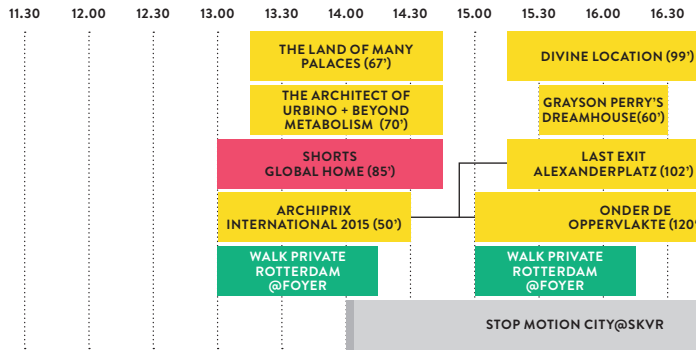 11.30 12.00 12.30 13.00 13.30 14.00 14.30 15.00 15.30 16.00 16.30
THE LAND OF MANY
PALACES (67')
DIVINE LOCATION (99')
THE ARCHITECT OF
URBINO + BEYOND
METABOLISM (70')
GRAYSON PERRY'S
DREAMHOUSE(60')
SHORTS
GLOBAL HOME (85')
LAST EXIT
ALEXANDERPLATZ (102')
ARCHIPRIX
INTERNATIONAL 2015 (50')
ONDER DE
OPPERVLAKTE (120'
WALK PRIVATE
ROTTERDAM
@FOYER
WALK PRIVATE
ROTTERDAM
@FOYER
STOP MOTION CITY@SKVR